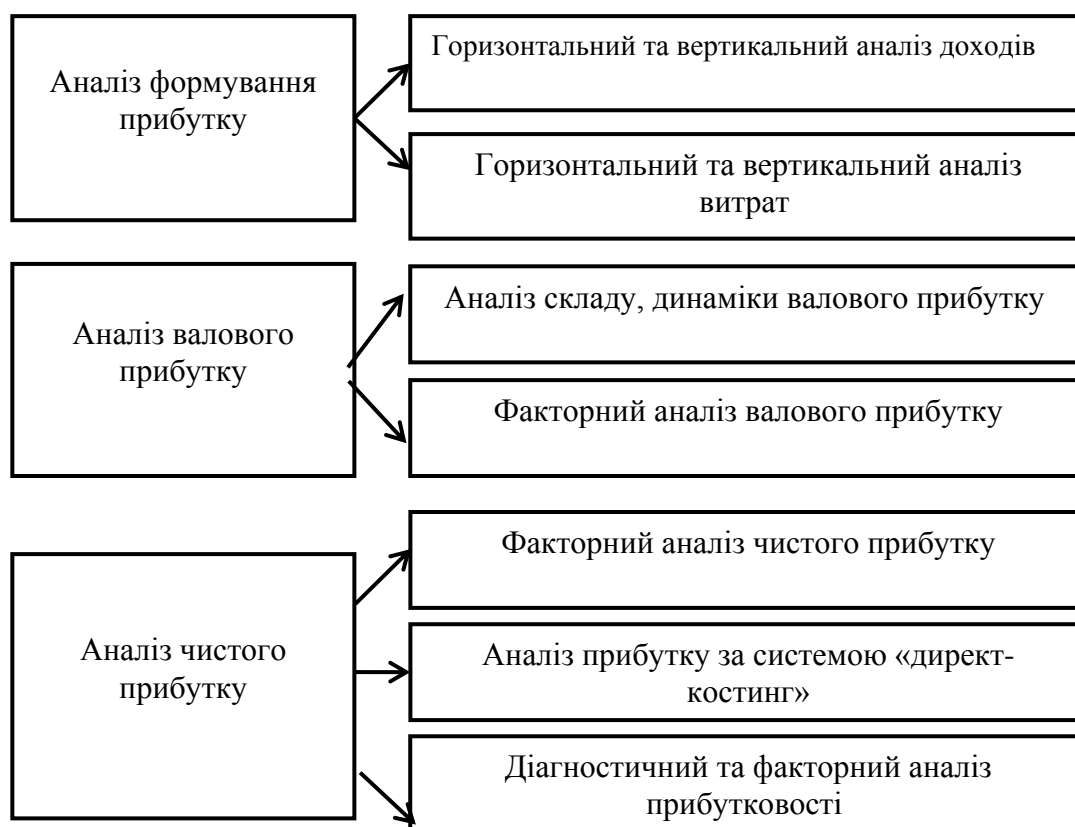 Аналіз формування
прибутку
Горизонтальний та вертикальний аналіз доходів
Горизонтальний та вертикальний аналіз
витрат
Аналіз валового
прибутку
Аналіз складу, динаміки валового прибутку
Факторний аналіз валового прибутку
Аналіз чистого
прибутку
Факторний аналіз чистого прибутку
Аналіз прибутку за системою «директ-
костинг»
Діагностичний та факторний аналіз
прибутковості